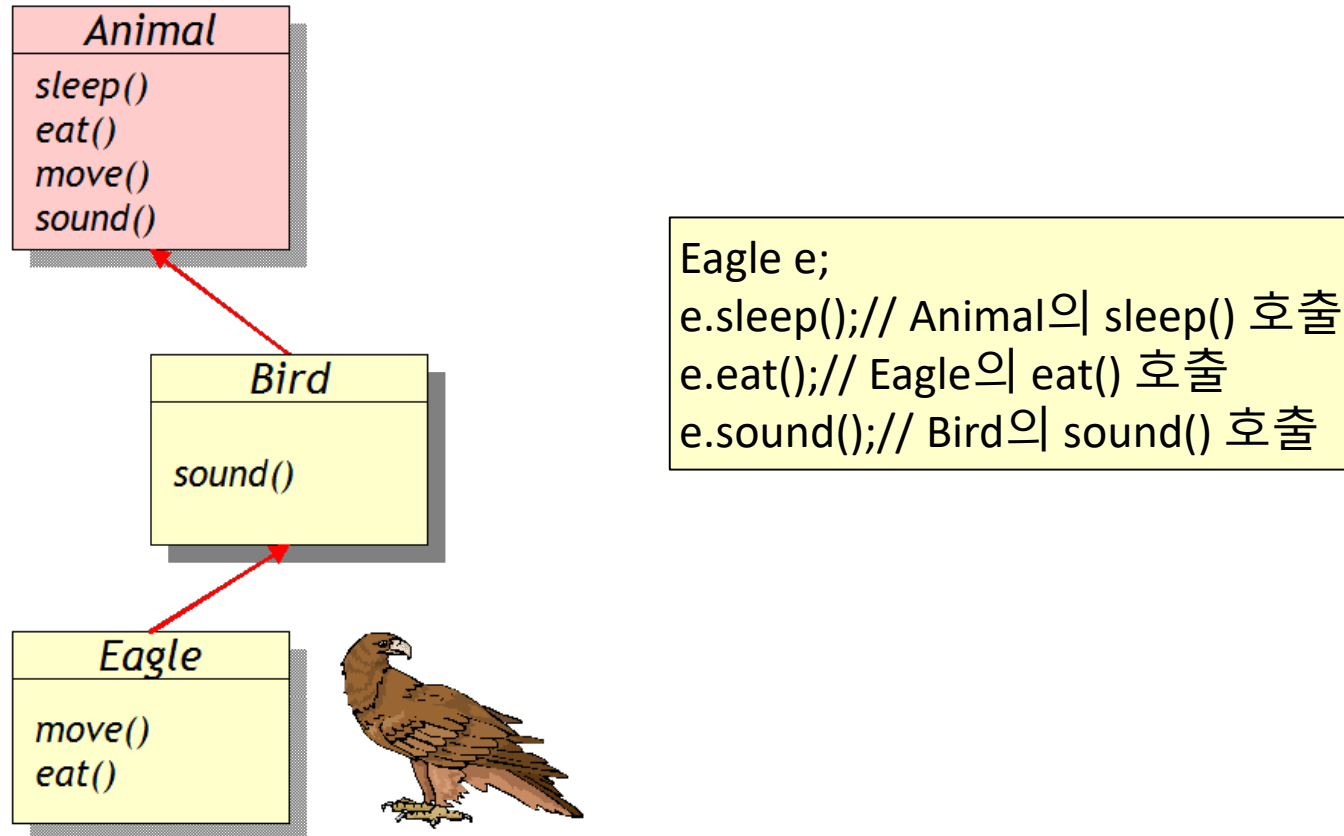 Animal
sleep()
eat()
move()
sound()
Bird
sound()
Eagle
move()
eat()
Eagle e;
e.sleep();// Animal의 sleep() 호출
e.eat();// Eagle의 eat() 호출
e.sound();// Bird의 sound() 호출